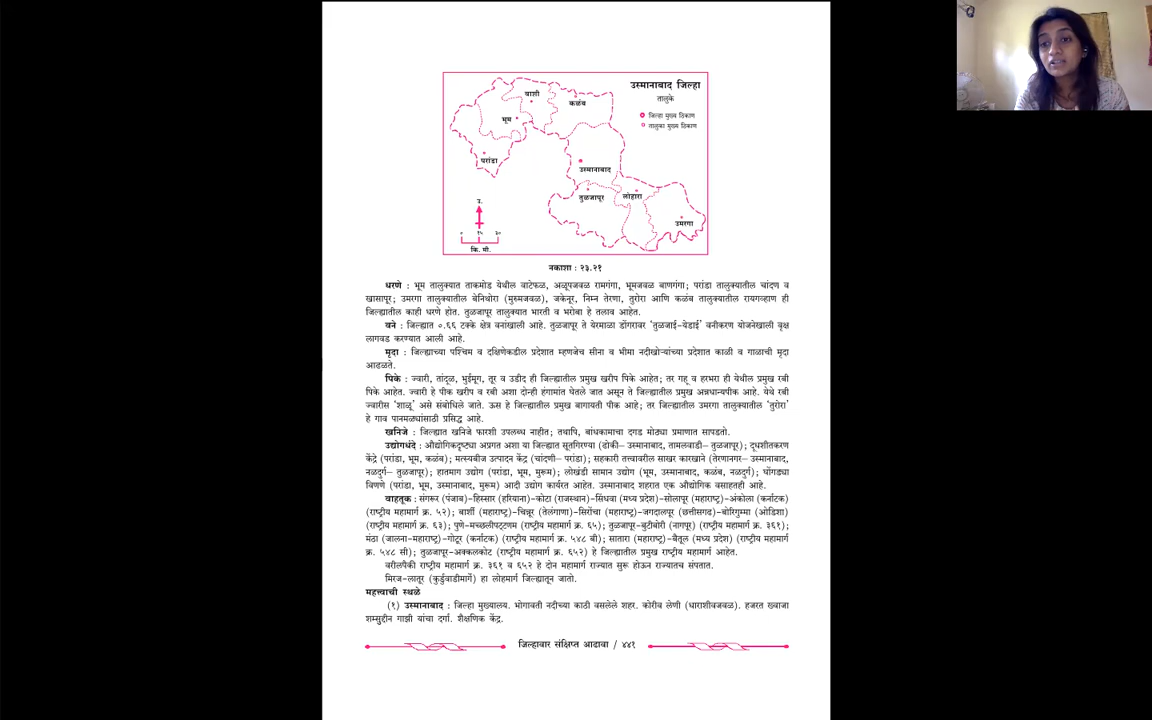 उस्मानाबाद जिल्हा
तालुके
जिल्हा मुख्य ठिकाण
तालुका मुख्य ठिकाण
वाशी
कळंब
भूम
परांडा
उस्मानाबाद
तुळजापूर
लोहारा
उमरगा
उ.
० १५ ३०
कि. मी.
नकाशा : २३.२१
धरणे : भूम तालुक्यात ताकमोड येथील वाटेफळ, अळूपजवळ रामगंगा, भूमजवळ बाणगंगा; परांडा तालुक्यातील चांदण व
खासापूर; उमरगा तालुक्यातील बेनिथोरा (मुरुमजवळ), जकेनूर, निम्न तेरणा, तुरोरा आणि कळंब तालुक्यातील रायगव्हाण ही
जिल्ह्यातील काही धरणे होत. तुळजापूर तालुक्यात भारती व भरोबा हे तलाव आहेत.
वने : जिल्ह्यात ०.६६ टक्के क्षेत्र वनांखाली आहे. तुळजापूर ते येरमाळा डोंगरावर ‘तुळजाई-येडाई’ वनीकरण योजनेखाली वृक्ष
लागवड करण्यात आली आहे.
मृदा : जिल्ह्याच्या पश्चिम व दक्षिणेकडील प्रदेशात म्हणजेच सीना व भीमा नदीखोऱ्यांच्या प्रदेशात काळी व गाळाची मृदा
आढळते.
पिके : ज्वारी, तांदूळ, भुईमूग, तूर व उडीद ही जिल्ह्यातील प्रमुख खरीप पिके आहेत; तर गहू व हरभरा ही येथील प्रमुख रबी
पिके आहेत. ज्वारी हे पीक खरीप व रबी अशा दोन्ही हंगामांत घेतले जात असून ते जिल्ह्यातील प्रमुख अन्नधान्यपीक आहे. येथे रबी
ज्वारीस ‘शाळू’ असे संबोधिले जाते. ऊस हे जिल्ह्यातील प्रमुख बागायती पीक आहे; तर जिल्ह्यातील उमरगा तालुक्यातील ‘तुरोरा’
हे गाव पानमळ्यांसाठी प्रसिद्ध आहे.
खनिजे : जिल्ह्यात खनिजे फारशी उपलब्ध नाहीत; तथापि, बांधकामाचा दगड मोठ्या प्रमाणात सापडतो.
उद्योगधंदे : औद्योगिकदृष्ट्या अप्रगत अशा या जिल्ह्यात सूतगिरण्या (ढोकी– उस्मानाबाद, तामलवाडी– तुळजापूर); दूधशीतकरण
केंद्रे (परांडा, भूम, कळंब); मत्स्यबीज उत्पादन केंद्र (चांदणी– परांडा); सहकारी तत्त्वावरील साखर कारखाने (तेरणानगर– उस्मानाबाद,
नळदुर्ग– तुळजापूर); हातमाग उद्योग (परांडा, भूम, मुरूम); लोखंडी सामान उद्योग (भूम, उस्मानाबाद, कळंब, नळदुर्ग); घोंगड्या
विणणे (परांडा, भूम, उस्मानाबाद, मुरूम) आदी उद्योग कार्यरत आहेत. उस्मानाबाद शहरात एक औद्योगिक वसाहतही आहे.
वाहतूक : संगरूर (पंजाब)-हिस्सार (हरियाना)-कोटा (राजस्थान)-सिंधवा (मध्य प्रदेश)-सोलापूर (महाराष्ट्र)-अंकोला (कर्नाटक)
(राष्ट्रीय महामार्ग क्र. ५२); बार्शी (महाराष्ट्र)-चिन्नूर (तेलंगाणा)-सिरोंचा (महाराष्ट्र)-जगदालपूर (छत्तीसगढ)-बोरिगुम्मा (ओडिशा)
(राष्ट्रीय महामार्ग क्र. ६३); पुणे-मच्छलीपट्टणम (राष्ट्रीय महामार्ग क्र. ६५); तुळजापूर-बुटीबोरी (नागपूर) (राष्ट्रीय महामार्ग क्र. ३६१);
मंठा (जालना-महाराष्ट्र)-गोटूर (कर्नाटक) (राष्ट्रीय महामार्ग क्र. ५४८ बी); सातारा (महाराष्ट्र)-बैतूल (मध्य प्रदेश) (राष्ट्रीय महामार्ग
क्र. ५४८ सी); तुळजापूर-अक्कलकोट (राष्ट्रीय महामार्ग क्र. ६५२) हे जिल्ह्यातील प्रमुख राष्ट्रीय महामार्ग आहेत.
वरीलपैकी राष्ट्रीय महामार्ग क्र. ३६१ व ६५२ हे दोन महामार्ग राज्यात सुरू होऊन राज्यातच संपतात.
मिरज-लातूर (कुर्डुवाडीमार्गे) हा लोहमार्ग जिल्ह्यातून जातो.
महत्त्वाची स्थळे
(१) उस्मानाबाद : जिल्हा मुख्यालय. भोगावती नदीच्या काठी वसलेले शहर. कोरीव लेणी (धाराशीवजवळ). हजरत ख्वाजा
शम्सुद्दीन गाझी यांचा दर्गा. शैक्षणिक केंद्र.
जिल्हावार संक्षिप्त आढावा / ४४१